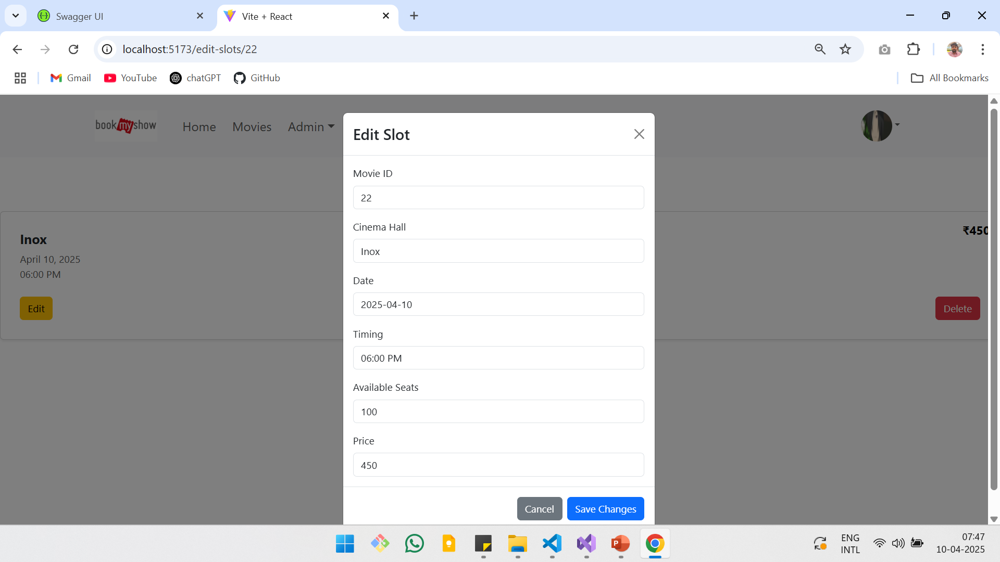 Swagger UI
Vite + React
localhost:5173/edit-slots/22
Gmail
YouTube
chatGPT
GitHub
All Bookmarks
bookmyshow
Home
Movies
Admin
Edit Slot
Movie ID
22
Cinema Hall
Inox
Date
2025-04-10
Timing
06:00 PM
Available Seats
100
Price
450
Cancel
Save Changes
Inox
April 10, 2025
06:00 PM
Edit
₹450
Delete
P
ENG
INTL
07:47
10-04-2025